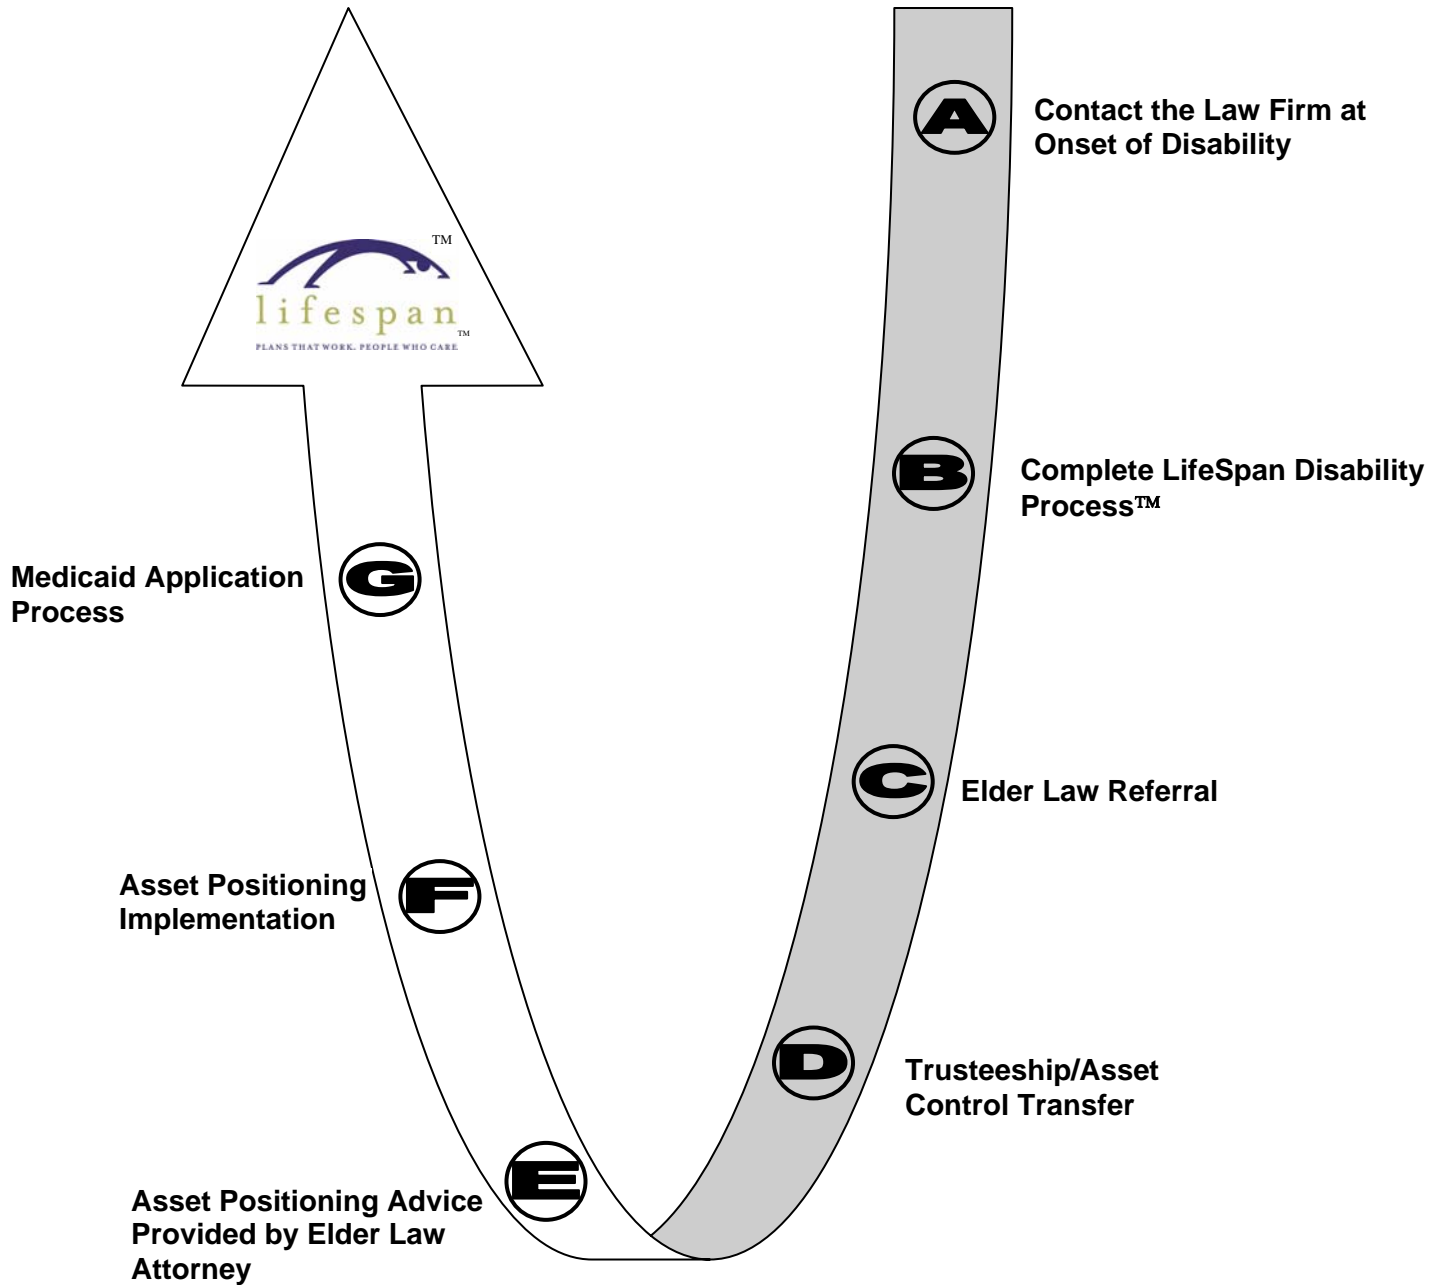 A
Contact the Law Firm at
Onset of Disability
B
Complete LifeSpan Disability
Process™
C
Elder Law Referral
D
Trusteeship/Asset
Control Transfer
E
Asset Positioning Advice
Provided by Elder Law
Attorney
F
Asset Positioning
Implementation
G
Medicaid Application
Process
TM
lifespan™
PLANS THAT WORK. PEOPLE WHO CARE